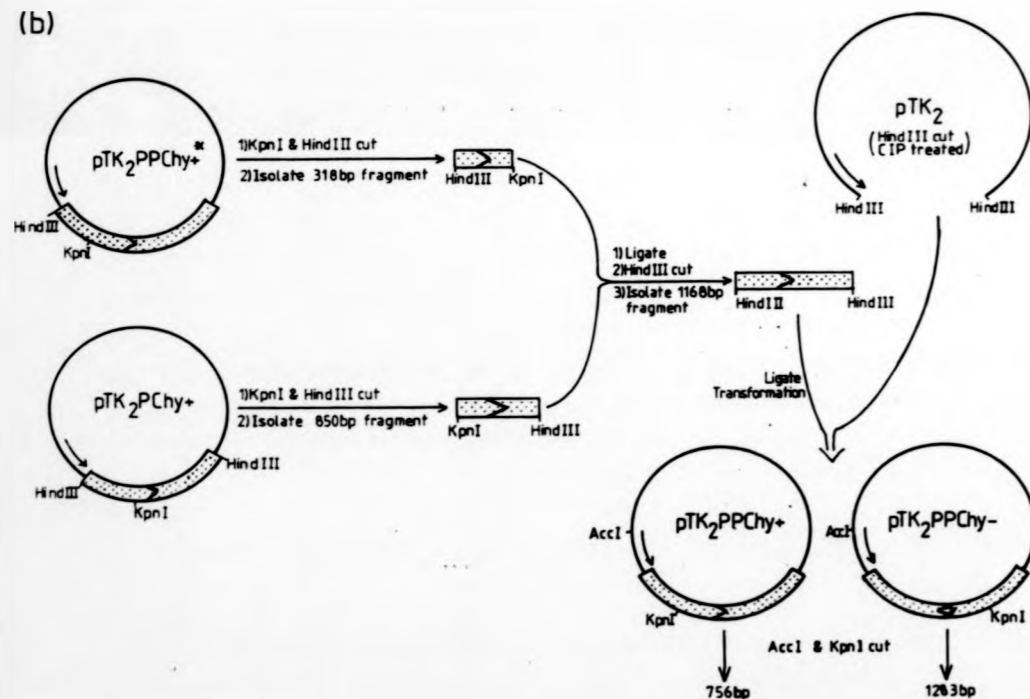 (b)
pTK2PPChy+*
HindIII
KpnI
1)KpnI & HindIII cut
2)Isolate 318bp fragment
HindIII
KpnI
pTK2
(HindIII cut
CIP treated)
HindIII
HindIII
1)Ligate
2)HindIII cut
3)Isolate 1168bp
fragment
HindIII
HindIII
pTK2PChy+
HindIII
KpnI
HindIII
1)KpnI & HindIII cut
2)Isolate 850bp fragment
KpnI
HindIII
Ligate
Transformation
AccI
pTK2PPChy+
KpnI
AccI
pTK2PPChy-
KpnI
AccI & KpnI cut
756bp